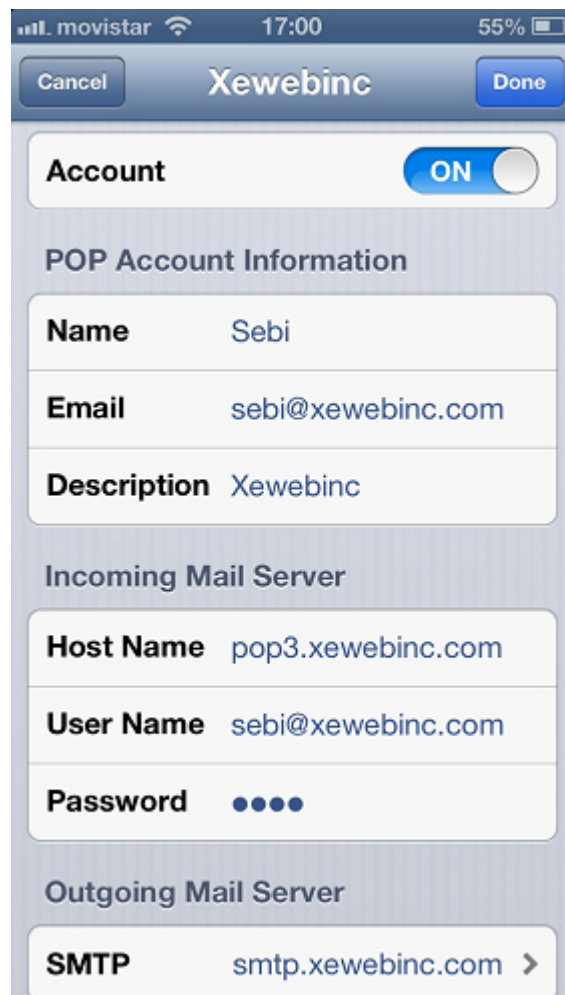 movistar 17:00 55%
Cancel Xewebinc Done
Account ON
POP Account Information
Name Sebi
Email sebi@xewebinc.com
Description Xewebinc
Incoming Mail Server
Host Name pop3.xewebinc.com
User Name sebi@xewebinc.com
Password ●●●●
Outgoing Mail Server
SMTP smtp.xewebinc.com